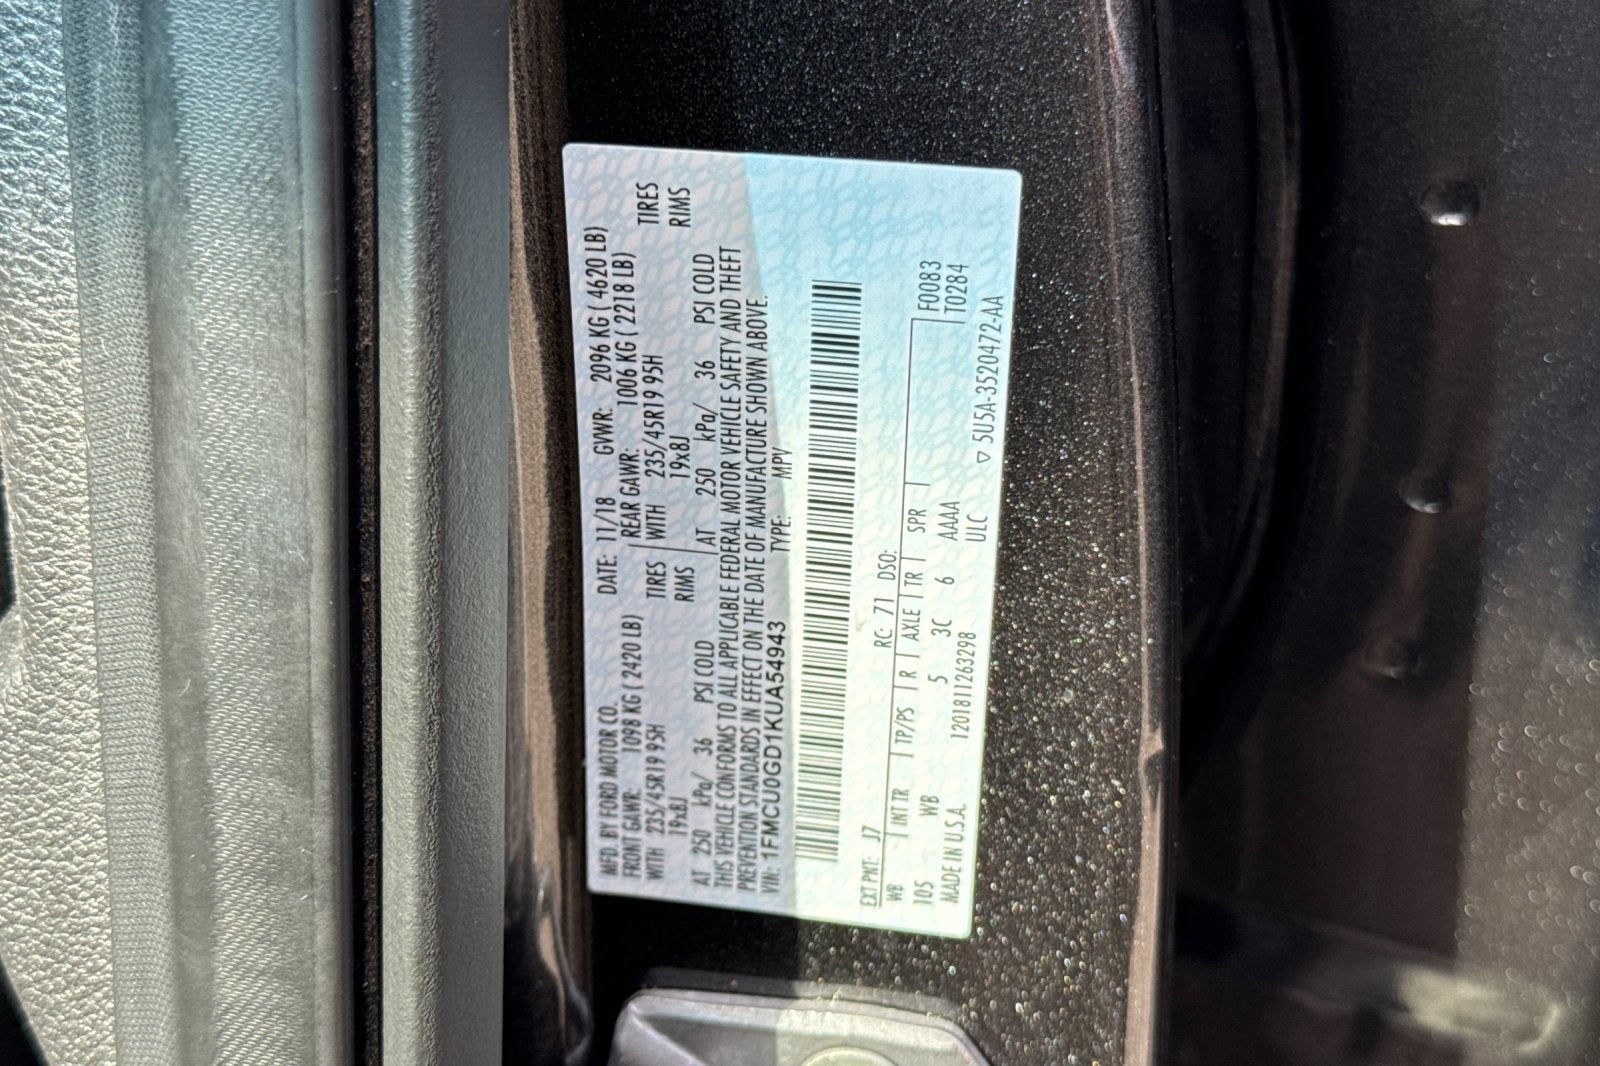 MFD. BY FORD MOTOR CO. DATE: 11/18 GVWR: 2096 KG ( 4620 LB)
FRONT GAWR: 1098 KG ( 2420 LB) REAR GAWR: 1006 KG ( 2218 LB)
WITH 235/45R19 95H TIRES WITH 235/45R19 95H TIRES
19x8J RIMS 19x8J RIMS
AT 250 kPa/ 36 PSI COLD AT 250 kPa/ 36 PSI COLD
THIS VEHICLE CONFORMS TO ALL APPLICABLE FEDERAL MOTOR VEHICLE SAFETY AND THEFT
PREVENTION STANDARDS IN EFFECT ON THE DATE OF MANUFACTURE SHOWN ABOVE.
VIN: 1FMCU0GD1KUA54943 TYPE: MPV
EXT PNT: J7 RC: 71 DSO:
WB INT TR TP/PS R AXLE TR SPR F0083
105 WB 5 3C 6 AAAA T0284
MADE IN U.S.A. 1201811263298 ULC ▽ 5U5A-3520472-AA